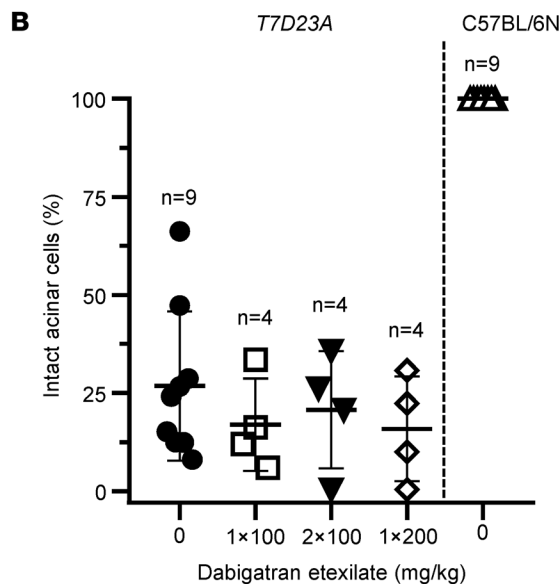 B
T7D23A C57BL/6N
n=9
100
75
n=9
50
n=4
n=4
n=4
25
0
0 1×100 2×100 1×200 0
Intact acinar cells (%)
Dabigatran etexilate (mg/kg)